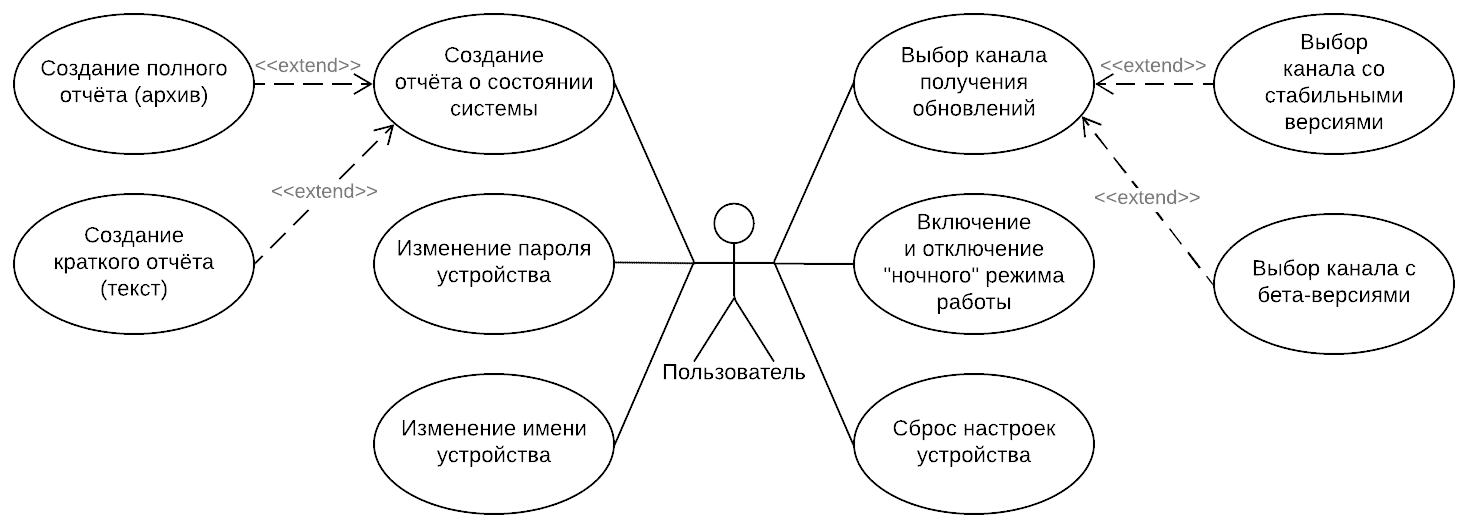 Создание полного
отчёта (архив)
<<extend>>
Создание
отчёта о состоянии
системы
Выбор канала
получения
обновлений
<<extend>>
Выбор
канала со
стабильными
версиями
Создание
краткого отчёта
(текст)
<<extend>>
Изменение пароля
устройства
Включение
и отключение
"ночного" режима
работы
<<extend>>
Выбор канала с
бета-версиями
Пользователь
Изменение имени
устройства
Сброс настроек
устройства